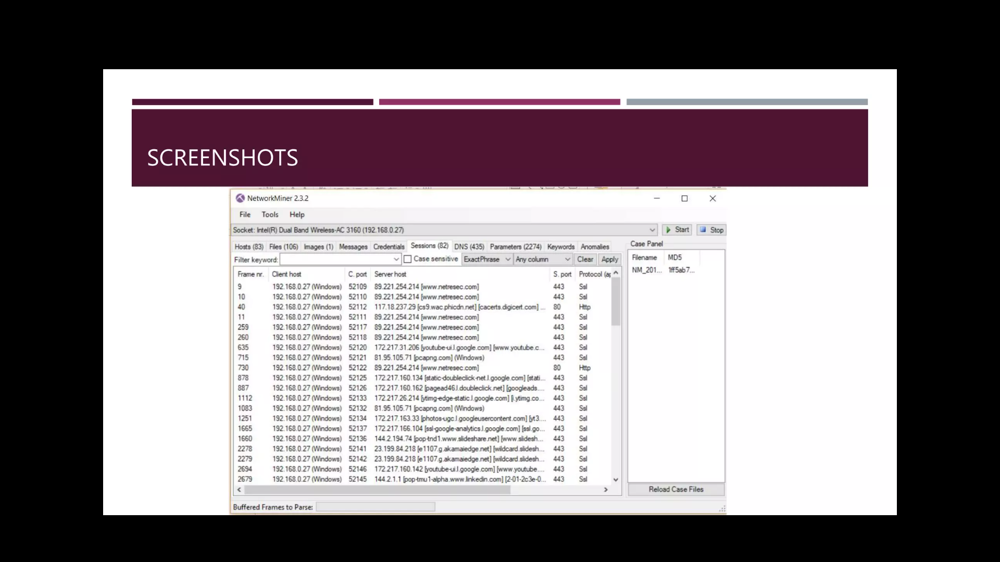 SCREENSHOTS
NetworkMiner 2.3.2
File Tools Help
Socket: Intel(R) Dual Band Wireless-AC 3160 (192.168.0.27) Start Stop
Hosts (83) Files (106) Images (1) Messages Credentials Sessions (82) DNS (435) Parameters (2274) Keywords Anomalies
Filter keyword: Case sensitive ExactPhrase Any column Clear Apply
Frame nr. Client host C. port Server host S. port Protocol (ap
9 192.168.0.27 (Windows) 52109 89.221.254.214 [www.netresec.com] 443 Ssl
10 192.168.0.27 (Windows) 52110 89.221.254.214 [www.netresec.com] 443 Ssl
40 192.168.0.27 (Windows) 52112 117.18.237.29 [cs9.wac.phicdn.net] [cacerts.digicert.com] ... 80 Http
11 192.168.0.27 (Windows) 52111 89.221.254.214 [www.netresec.com] 443 Ssl
259 192.168.0.27 (Windows) 52117 89.221.254.214 [www.netresec.com] 443 Ssl
260 192.168.0.27 (Windows) 52118 89.221.254.214 [www.netresec.com] 443 Ssl
635 192.168.0.27 (Windows) 52120 172.217.31.206 [youtube-ui.l.google.com] [www.youtube.c... 443 Ssl
715 192.168.0.27 (Windows) 52121 81.95.105.71 [pcapng.com] (Windows) 443 Ssl
730 192.168.0.27 (Windows) 52122 89.221.254.214 [www.netresec.com] 80 Http
878 192.168.0.27 (Windows) 52125 172.217.160.134 [static-doubleclick-net.l.google.com] [stati... 443 Ssl
887 192.168.0.27 (Windows) 52126 172.217.160.162 [pagead46.l.doubleclick.net] [googleads.... 443 Ssl
1112 192.168.0.27 (Windows) 52133 172.217.26.214 [ytimg-edge-static.l.google.com] [i.ytimg.co... 443 Ssl
1083 192.168.0.27 (Windows) 52132 81.95.105.71 [pcapng.com] (Windows) 443 Ssl
1251 192.168.0.27 (Windows) 52134 172.217.163.33 [photos-ugc.l.googleusercontent.com] [yt3.... 443 Ssl
1665 192.168.0.27 (Windows) 52137 172.217.166.104 [ssl-google-analytics.l.google.com] [ssl.go... 443 Ssl
1660 192.168.0.27 (Windows) 52136 144.2.194.74 [pop-tnd1.www.slideshare.net] [www.slidesh... 443 Ssl
2278 192.168.0.27 (Windows) 52141 23.199.84.218 [e1107.g.akamaiedge.net] [wildcard.slidesh... 443 Ssl
2279 192.168.0.27 (Windows) 52142 23.199.84.218 [e1107.g.akamaiedge.net] [wildcard.slidesh... 443 Ssl
2694 192.168.0.27 (Windows) 52146 172.217.160.142 [youtube-ui.l.google.com] [www.youtube.... 443 Ssl
2679 192.168.0.27 (Windows) 52145 144.2.1.1 [pop-tmu1-alpha.www.linkedin.com] [2-01-2c3e-0... 443 Ssl
Case Panel
Filename MD5
NM_201... 1ff5ab7...
Reload Case Files
Buffered Frames to Parse: